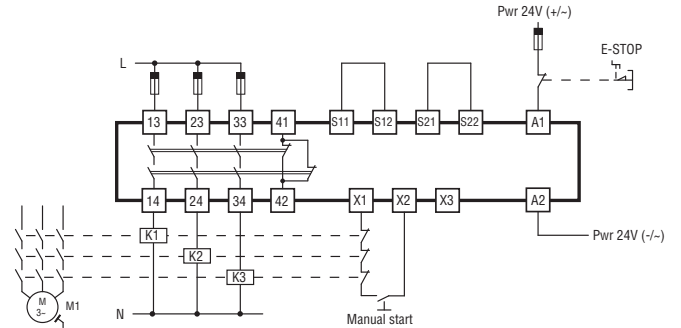 Pwr 24V (+/~)
E-STOP
L
13 23 33 41 S11 S12 S21 S22 A1
14 24 34 42 X1 X2 X3 A2
K1
Pwr 24V (-/~)
K2
K3
M
3~
M1
N
Manual start